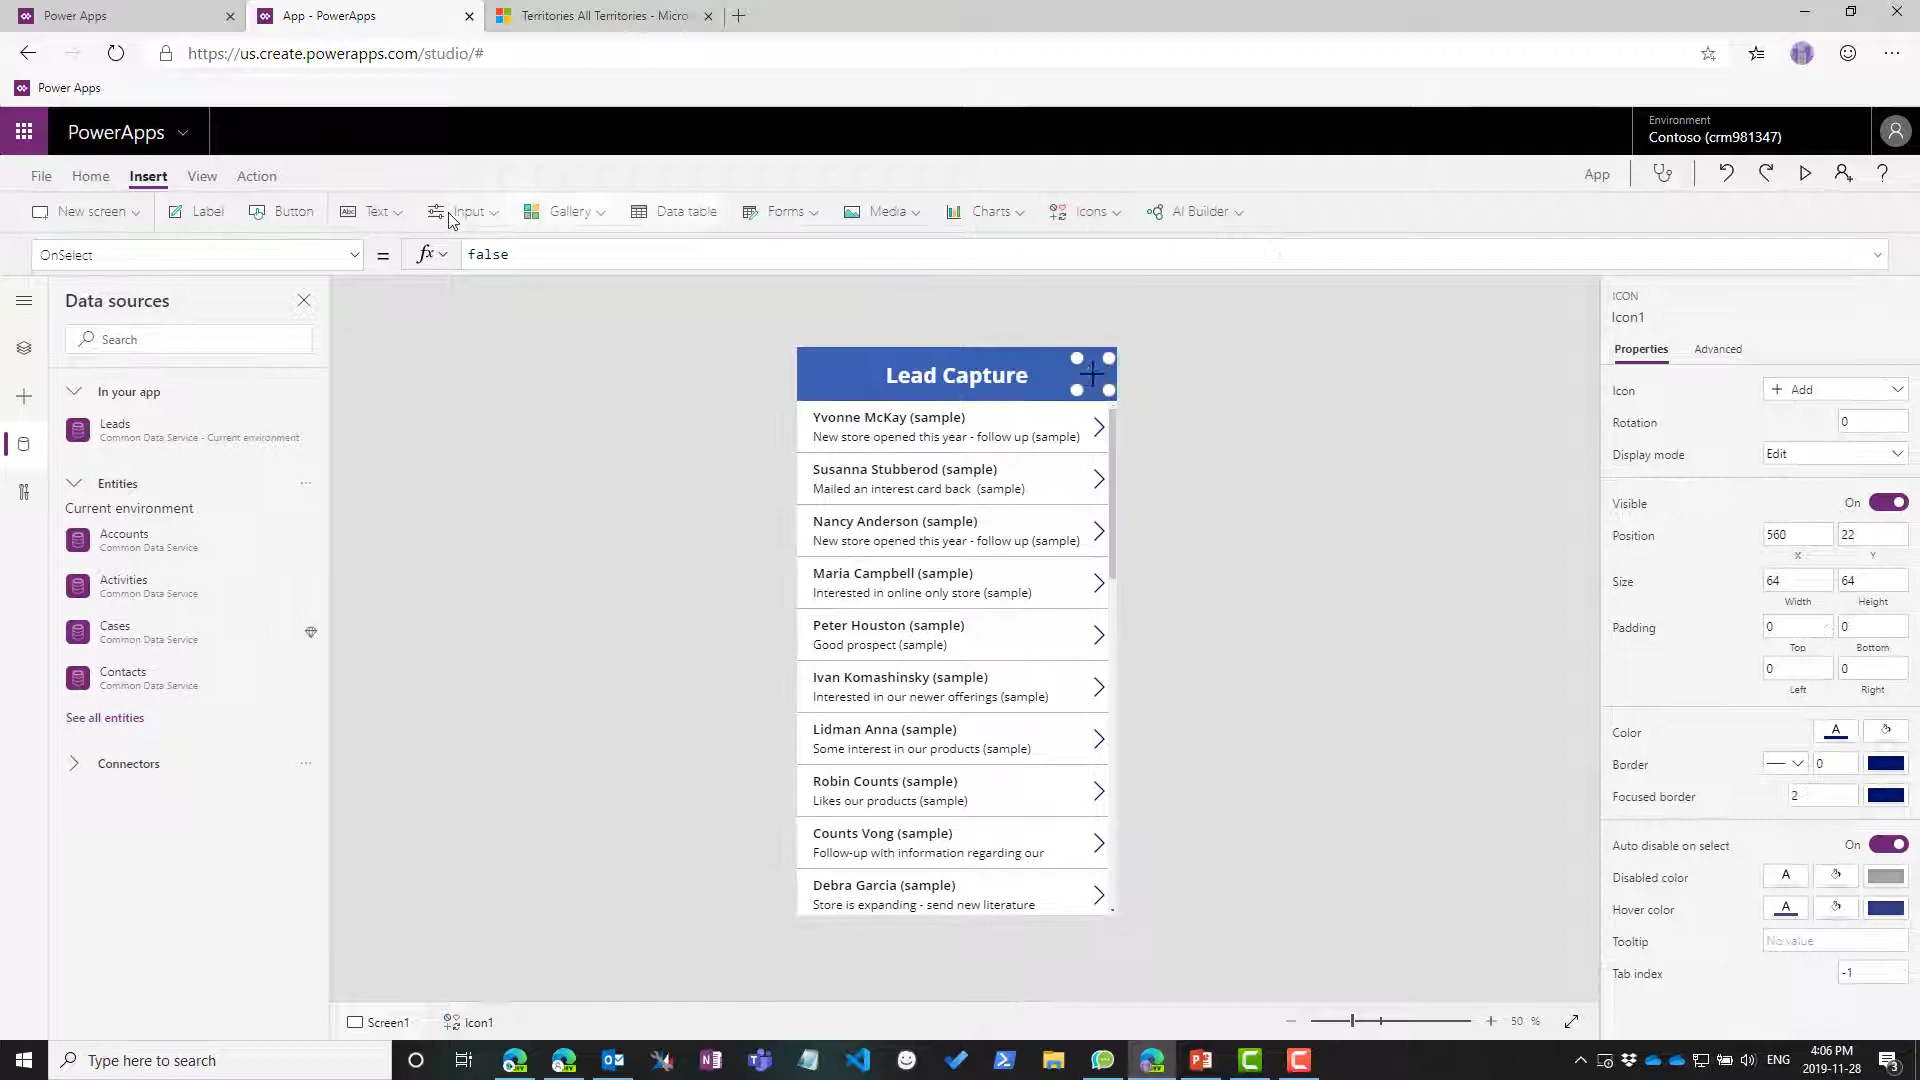 Power Apps
App - PowerApps
Territories All Territories - Micro
https://us.create.powerapps.com/studio/#
Power Apps
PowerApps
Environment
Contoso (crm981347)
File Home Insert View Action
App
New screen Label Button Text Input Gallery Data table Forms Media Charts Icons AI Builder
OnSelect = fx false
Data sources
Search
In your app
Leads
Common Data Service - Current environment
Entities
Current environment
Accounts
Common Data Service
Activities
Common Data Service
Cases
Common Data Service
Contacts
Common Data Service
See all entities
Connectors
Lead Capture
Yvonne McKay (sample)
New store opened this year - follow up (sample)
Susanna Stubberod (sample)
Mailed an interest card back (sample)
Nancy Anderson (sample)
New store opened this year - follow up (sample)
Maria Campbell (sample)
Interested in online only store (sample)
Peter Houston (sample)
Good prospect (sample)
Ivan Komashinsky (sample)
Interested in our newer offerings (sample)
Lidman Anna (sample)
Some interest in our products (sample)
Robin Counts (sample)
Likes our products (sample)
Counts Vong (sample)
Follow-up with information regarding our
Debra Garcia (sample)
Store is expanding - send new literature
ICON
Icon1
Properties Advanced
Icon Add
Rotation 0
Display mode Edit
Visible On
Position 560 22
X Y
Size 64 64
Width Height
Padding 0 0
Top Bottom
0 0
Left Right
Color A
Border 0
Focused border 2
Auto disable on select On
Disabled color A
Hover color A
Tooltip No value
Tab index -1
Screen1 Icon1
50 %
Type here to search
ENG
4:06 PM
2019-11-28
3